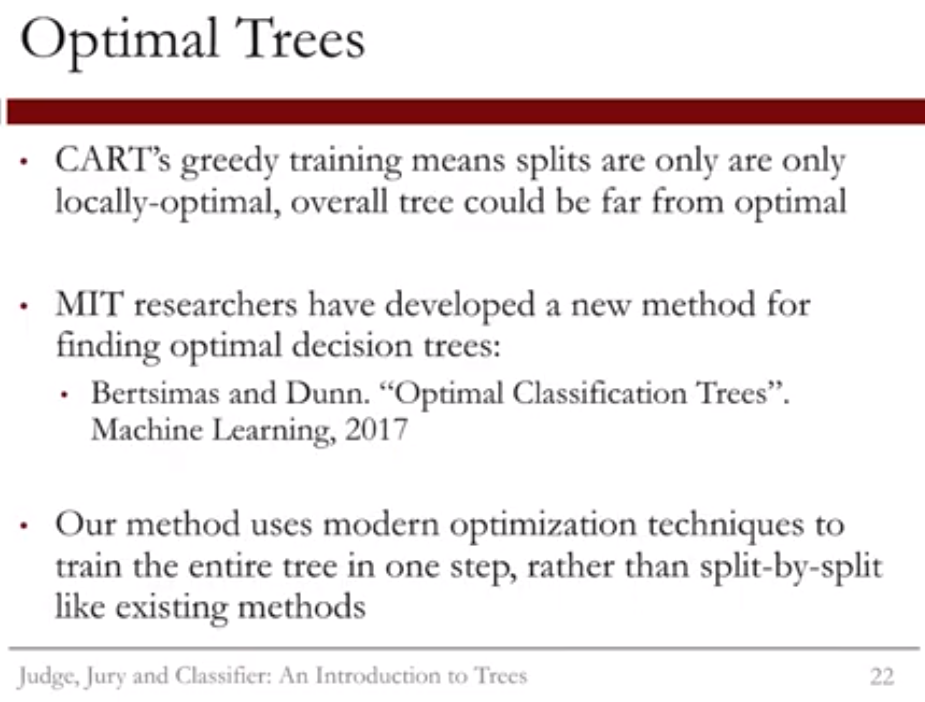 Optimal Trees
• CART’s greedy training means splits are only are only
locally-optimal, overall tree could be far from optimal
• MIT researchers have developed a new method for
finding optimal decision trees:
• Bertsimas and Dunn. “Optimal Classification Trees”.
Machine Learning, 2017
• Our method uses modern optimization techniques to
train the entire tree in one step, rather than split-by-split
like existing methods
Judge, Jury and Classifier: An Introduction to Trees 22